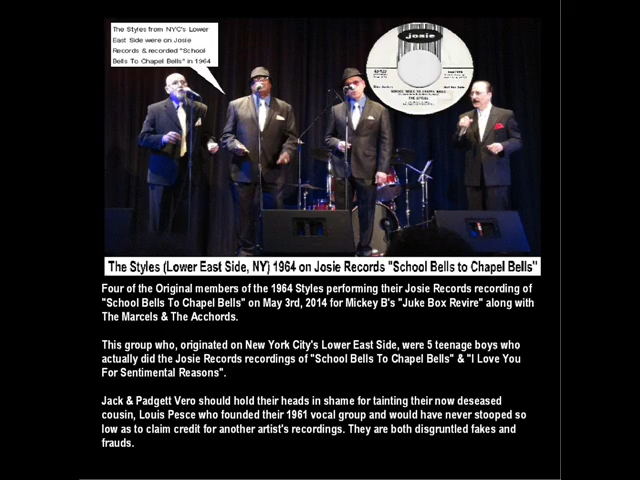 The Styles from NYC's Lower
East Side were on Josie
Records & recorded "School
Bells To Chapel Bells" in 1964
Josie
SCHOOL BELLS TO CHAPEL BELLS
THE STYLES
The Styles (Lower East Side, NY) 1964 on Josie Records "School Bells to Chapel Bells"
Four of the Original members of the 1964 Styles performing their Josie Records recording of
"School Bells To Chapel Bells" on May 3rd, 2014 for Mickey B's "Juke Box Revire" along with
The Marcels & The Acchords.
This group who, originated on New York City's Lower East Side, were 5 teenage boys who
actually did the Josie Records recordings of "School Bells To Chapel Bells" & "I Love You
For Sentimental Reasons".
Jack & Padgett Vero should hold their heads in shame for tainting their now deseased
cousin, Louis Pesce who founded their 1961 vocal group and would have never stooped so
low as to claim credit for another artist's recordings. They are both disgruntled fakes and
frauds.